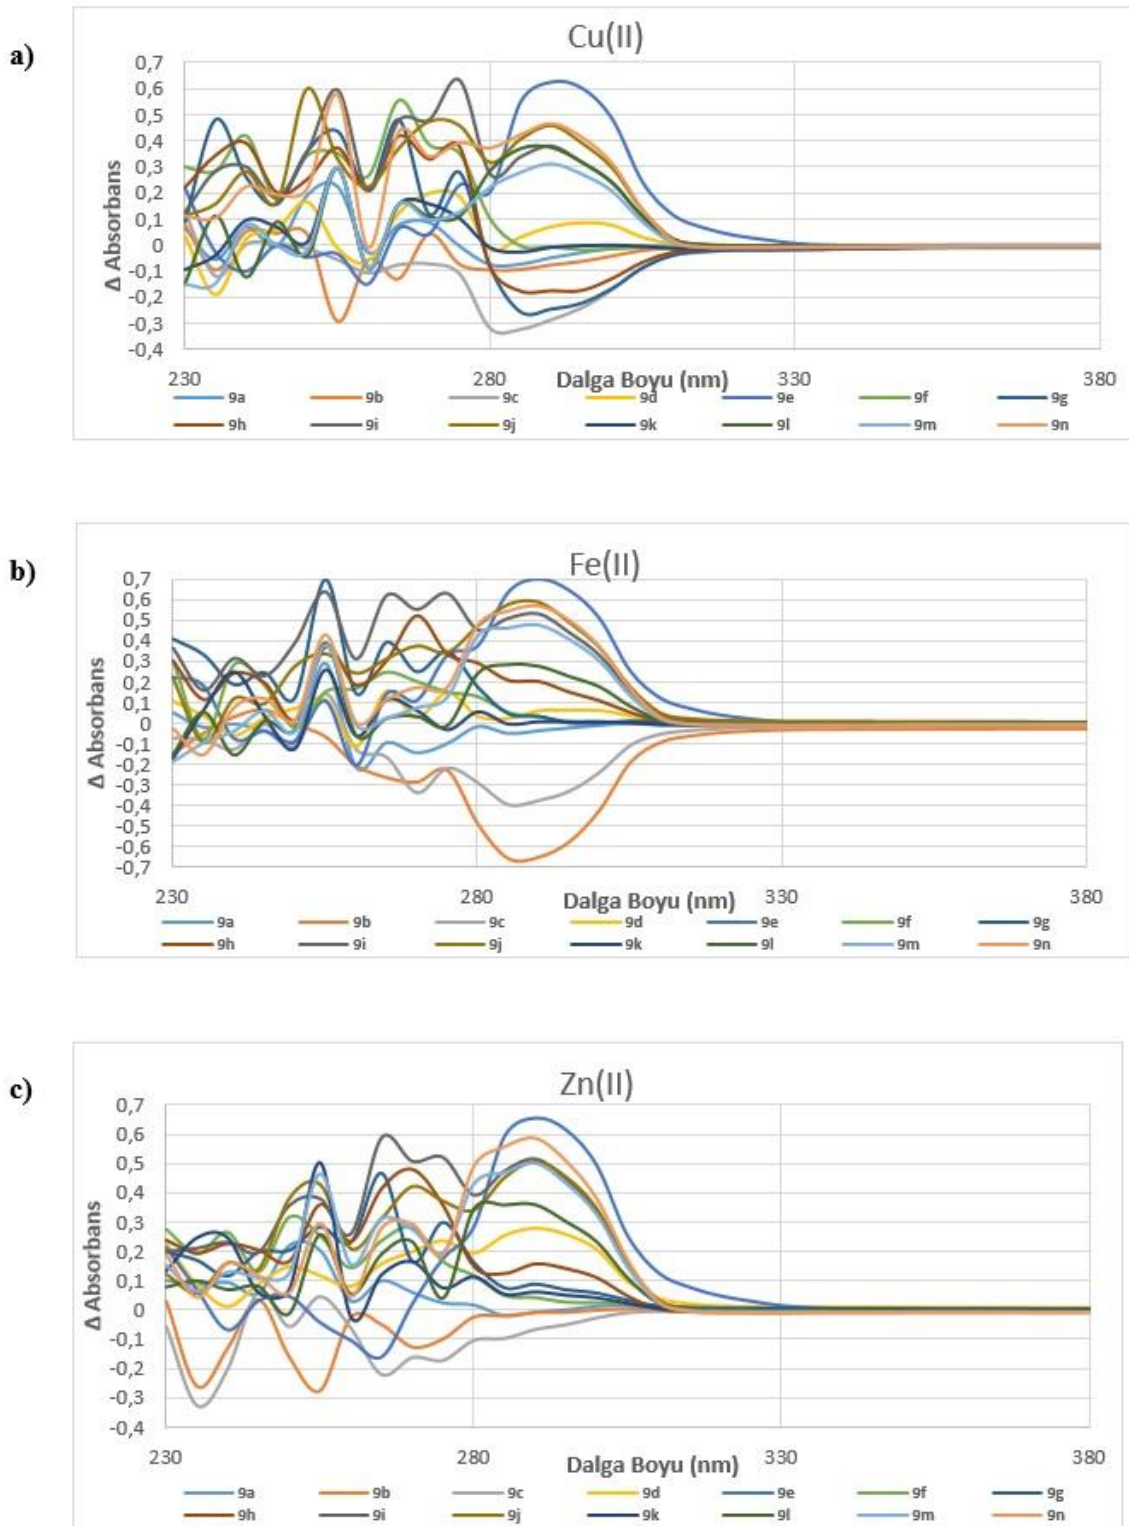 a)
Cu(II)
0,7
0,6
0,5
0,4
0,3
0,2
0,1
0
-0,1
-0,2
-0,3
-0,4
Δ Absorbans
230 280 330 380
Dalga Boyu (nm)
9a 9b 9c 9d 9e 9f 9g
9h 9i 9j 9k 9l 9m 9n
b)
Fe(II)
0,7
0,6
0,5
0,4
0,3
0,2
0,1
0
-0,1
-0,2
-0,3
-0,4
-0,5
-0,6
-0,7
Δ Absorbans
230 280 330 380
Dalga Boyu (nm)
9a 9b 9c 9d 9e 9f 9g
9h 9i 9j 9k 9l 9m 9n
c)
Zn(II)
0,7
0,6
0,5
0,4
0,3
0,2
0,1
0
-0,1
-0,2
-0,3
-0,4
Δ Absorbans
230 280 330 380
Dalga Boyu (nm)
9a 9b 9c 9d 9e 9f 9g
9h 9i 9j 9k 9l 9m 9n